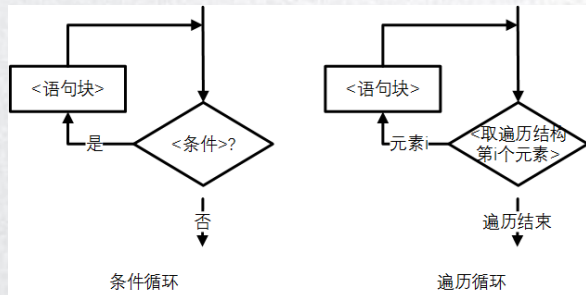 <语句块>
是
<条件>?
否
条件循环
<语句块>
元素i
<取遍历结构
第i个元素>
遍历结束
遍历循环